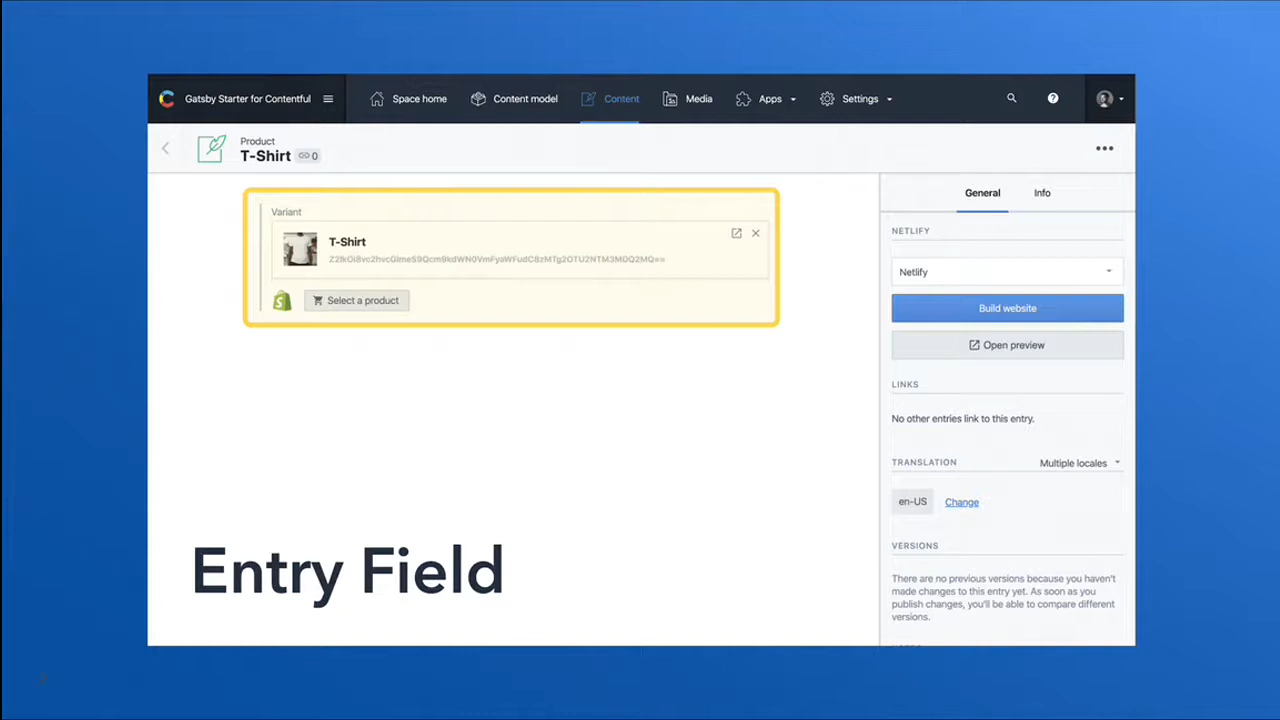 Gatsby Starter for Contentful
Space home
Content model
Content
Media
Apps
Settings
Product
T-Shirt
0
General
Info
Variant
T-Shirt
Select a product
NETLIFY
Netlify
Build website
Open preview
LINKS
No other entries link to this entry.
TRANSLATION
Multiple locales
en-US
Change
VERSIONS
There are no previous versions because you haven't
made changes to this entry yet. As soon as you
publish changes, you'll be able to compare different
versions.
Entry Field